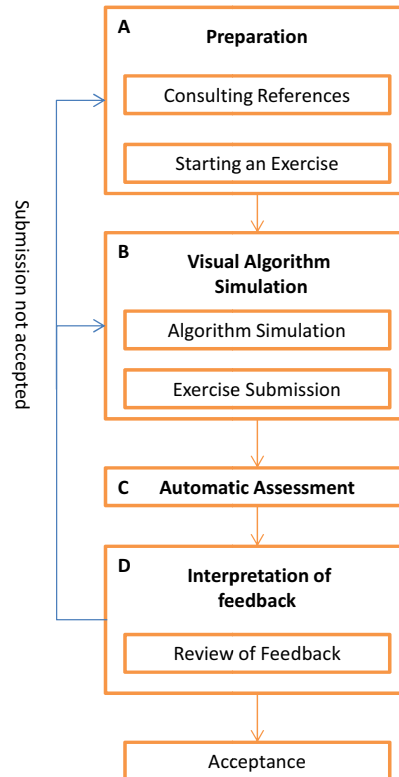 A
Preparation
Consulting References
Starting an Exercise
Submission not accepted
B
Visual Algorithm
Simulation
Algorithm Simulation
Exercise Submission
C Automatic Assessment
D
Interpretation of
feedback
Review of Feedback
Acceptance